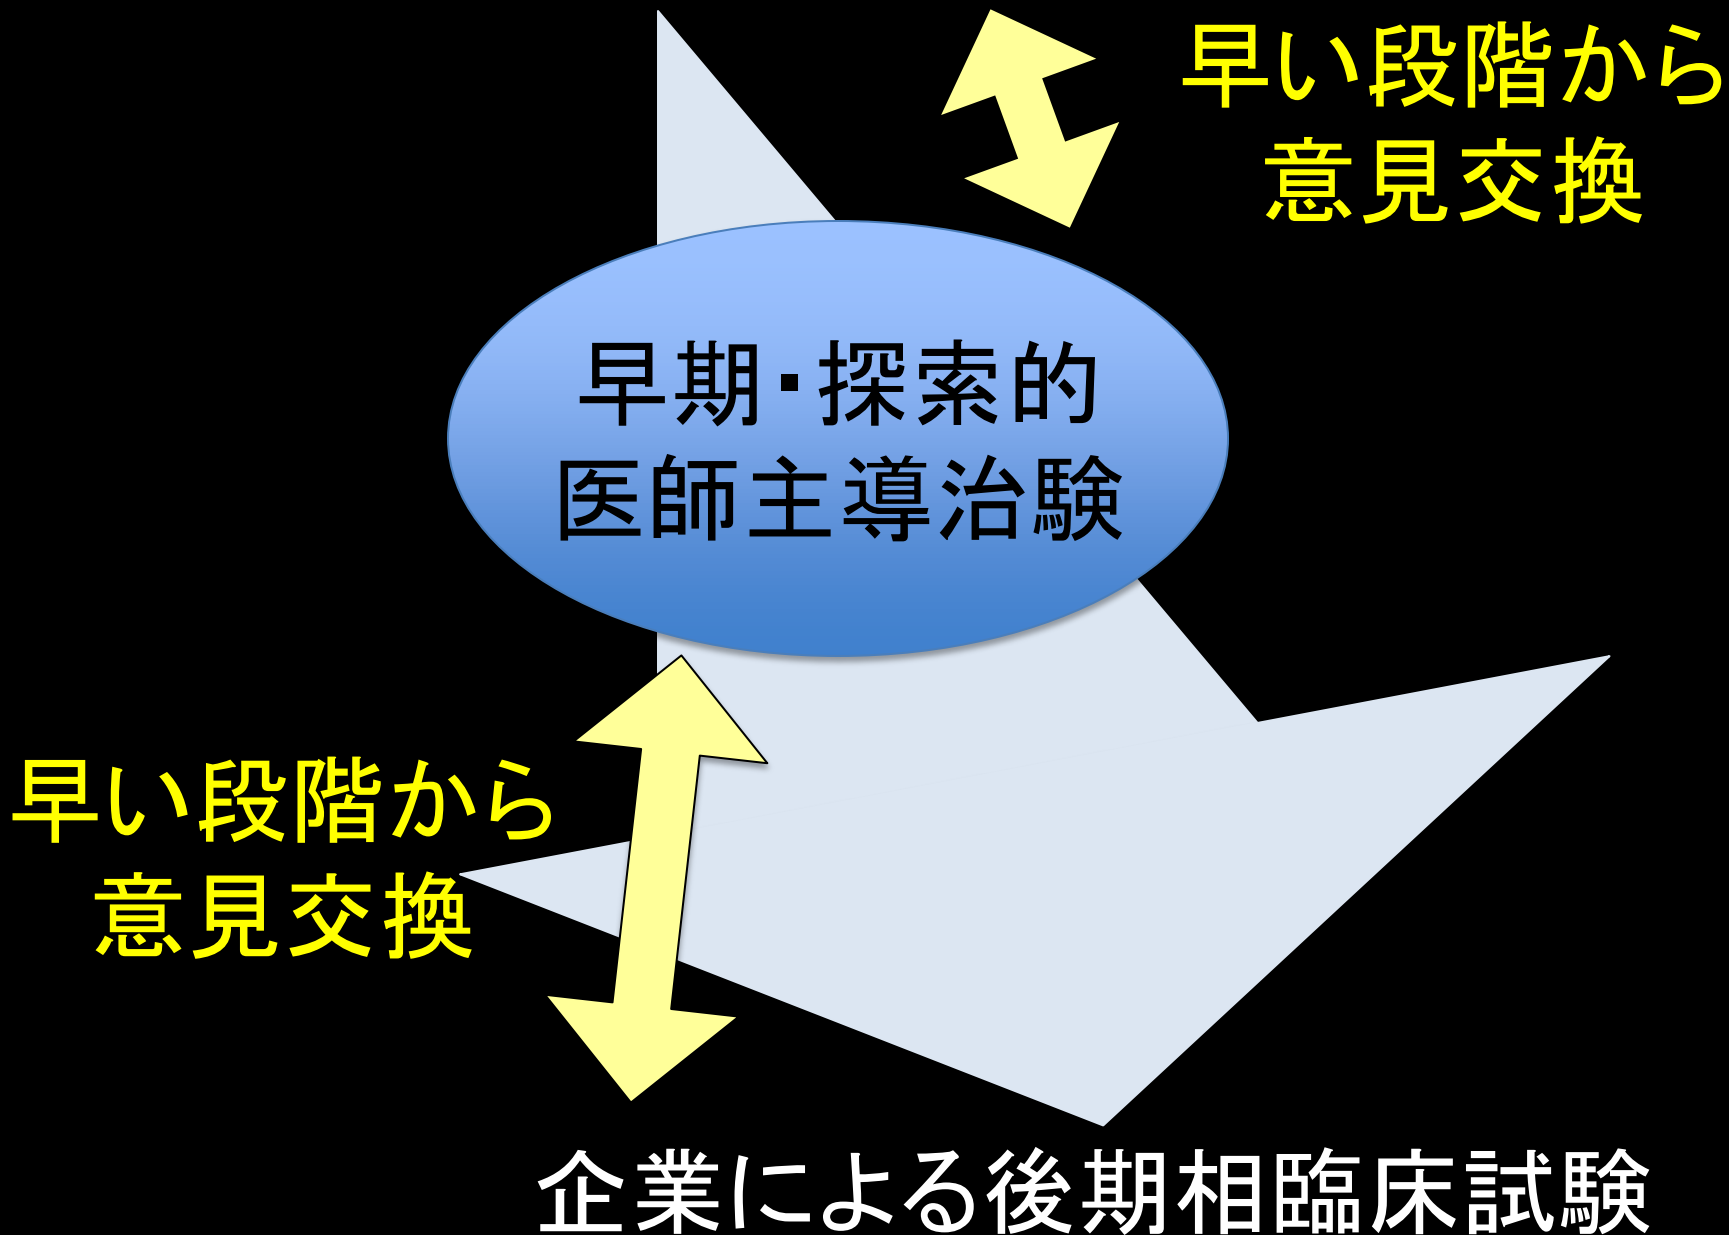 早い段階から
意見交換
早期・探索的
医師主導治験
早い段階から
意見交換
企業による後期相臨床試験